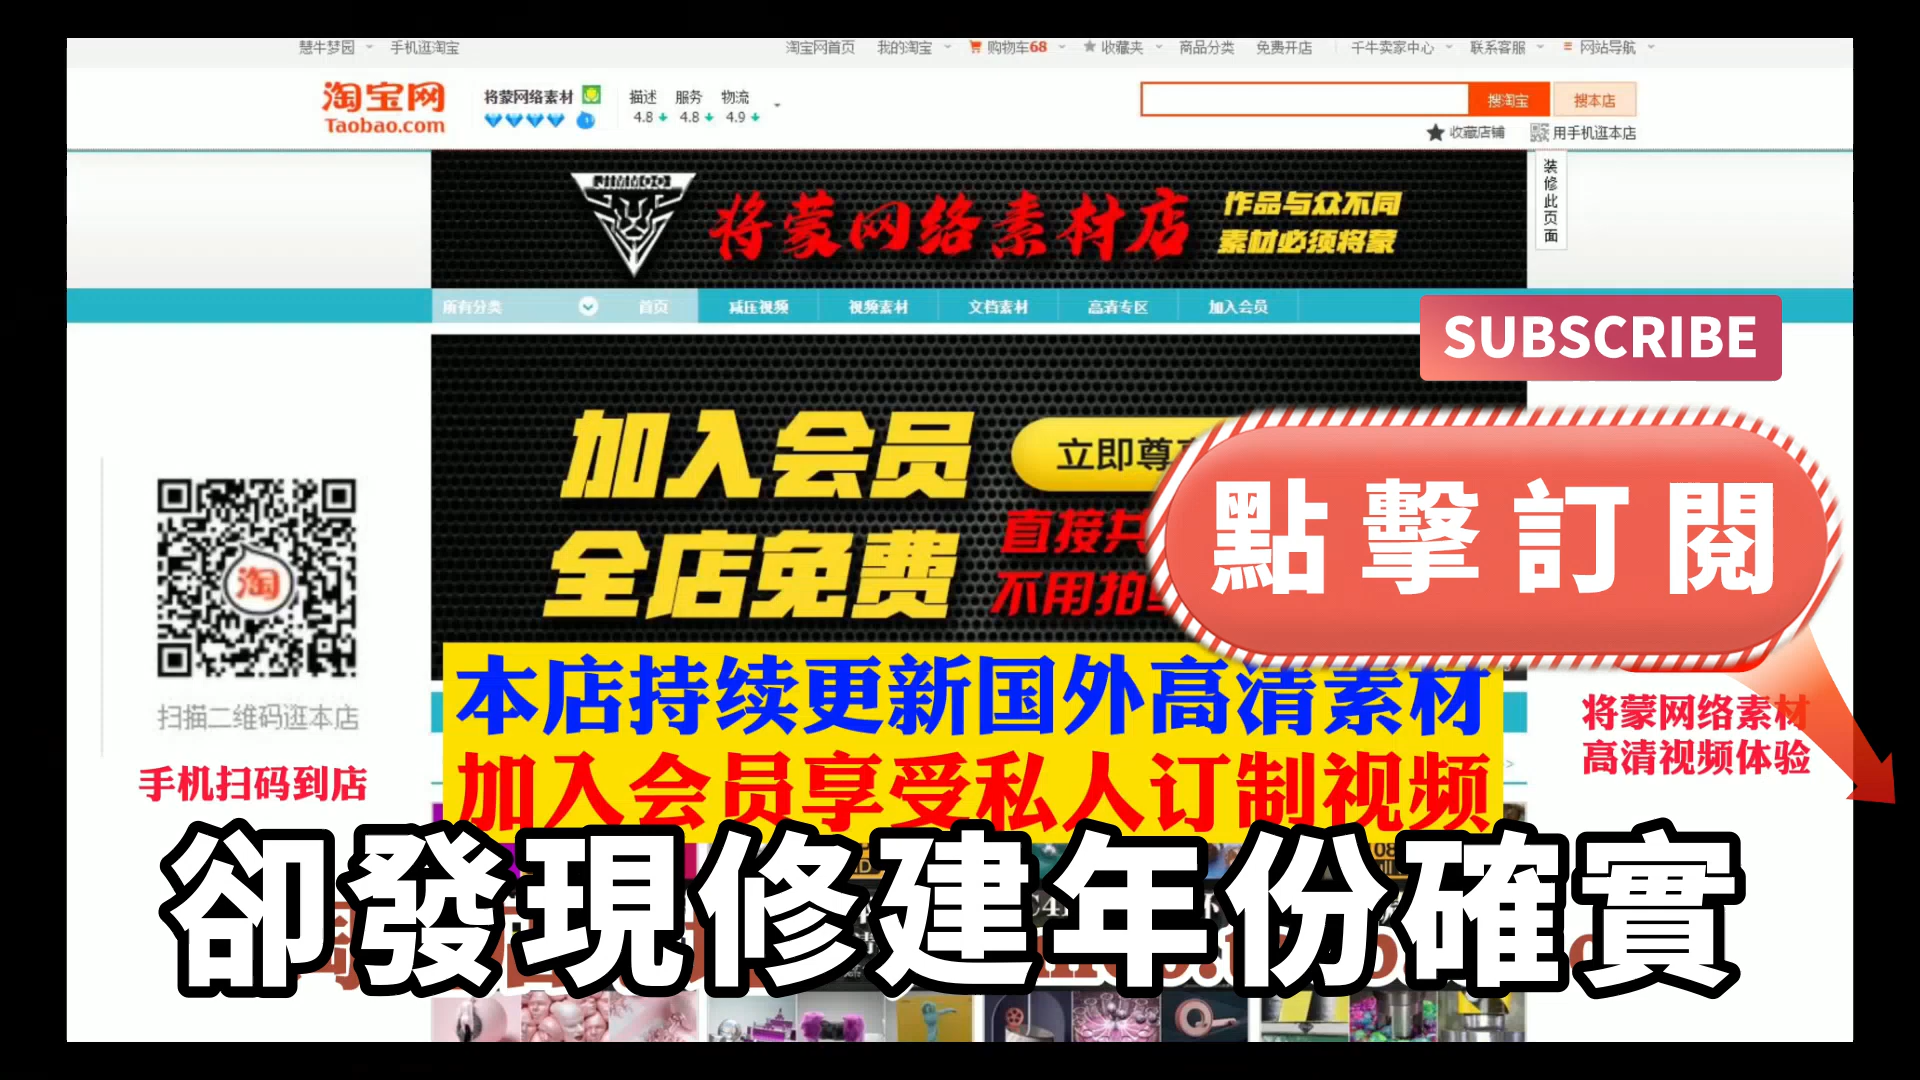 慧牛梦园 手机逛淘宝 淘宝网首页 我的淘宝 购物车68 收藏夹 商品分类 免费开店 千牛卖家中心 联系客服 网站导航
淘宝网
Taobao.com
将蒙网络素材
描述 服务 物流
4.8 4.8 4.9
搜淘宝 搜本店
收藏店铺 用手机逛本店
将蒙网络素材店
作品与众不同
素材必须将蒙
装修此页面
所有分类 首页 减压视频 视频素材 文档素材 高清专区 加入会员
SUBSCRIBE
加入会员
全店免费
立即尊
直接共
不用拍
點擊訂閱
淘
扫描二维码逛本店
手机扫码到店
本店持续更新国外高清素材
加入会员享受私人订制视频
将蒙网络素材
高清视频体验
卻發現修建年份確實